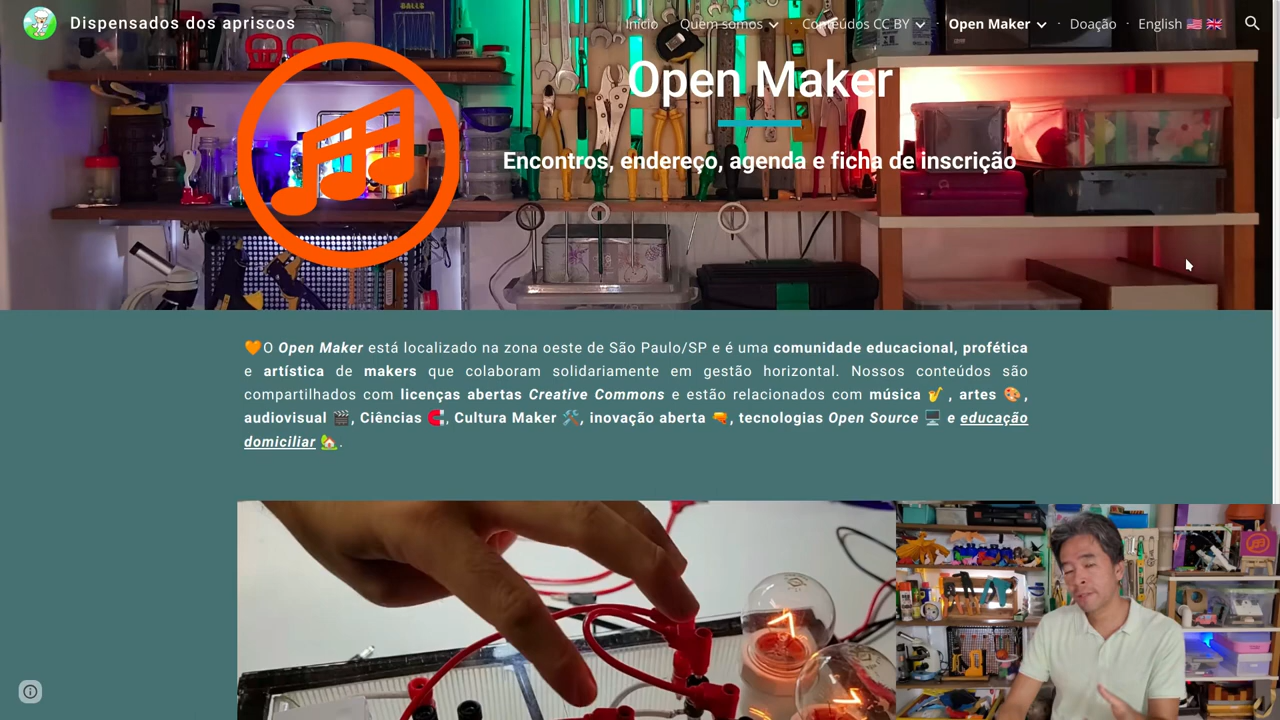 Dispensados dos apriscos
Início
Quem somos
Conteúdos CC BY
Open Maker
Doação
English 🇺🇸 🇬🇧
Open Maker
Encontros, endereço, agenda e ficha de inscrição
🧡O Open Maker está localizado na zona oeste de São Paulo/SP e é uma comunidade educacional, profética
e artística de makers que colaboram solidariamente em gestão horizontal. Nossos conteúdos são
compartilhados com licenças abertas Creative Commons e estão relacionados com música 🎷 , artes 🎨,
audiovisual 🎬, Ciências 🧲, Cultura Maker 🛠️, inovação aberta 🔫, tecnologias Open Source 🖥️ e educação
domiciliar 🏡.